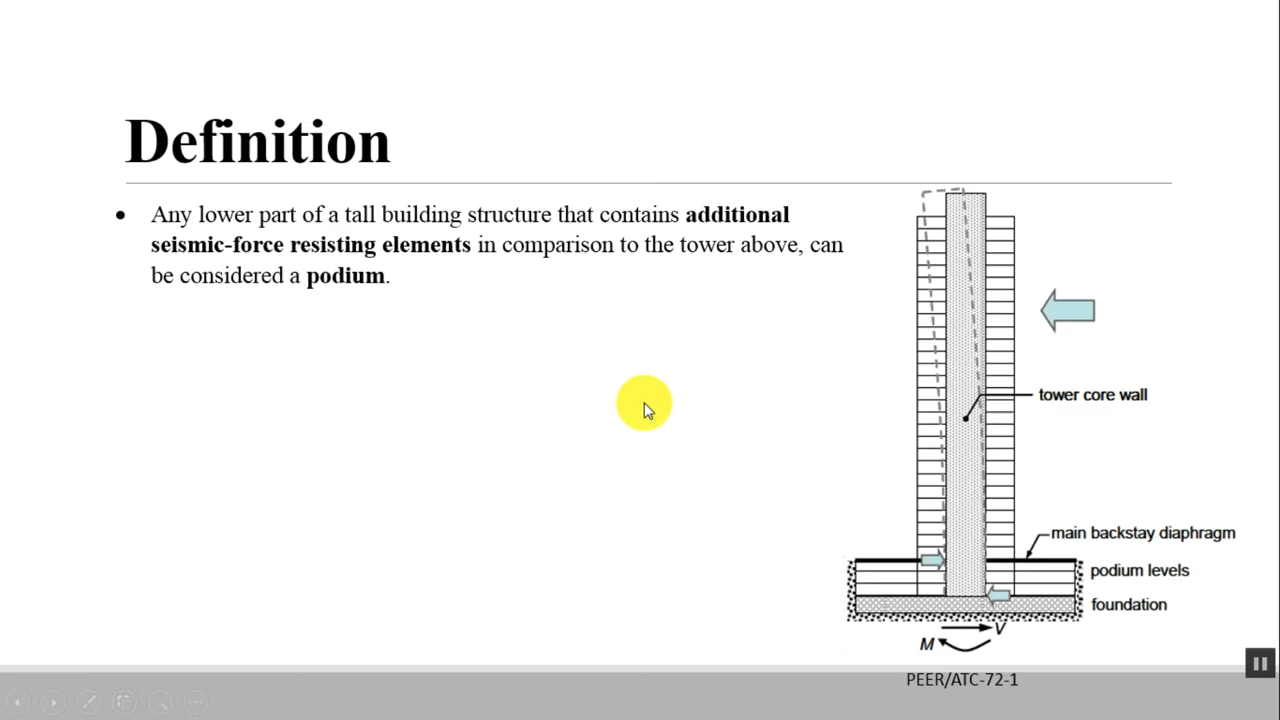 Definition
• Any lower part of a tall building structure that contains additional
seismic-force resisting elements in comparison to the tower above, can
be considered a podium.
tower core wall
main backstay diaphragm
podium levels
foundation
V
M
PEER/ATC-72-1